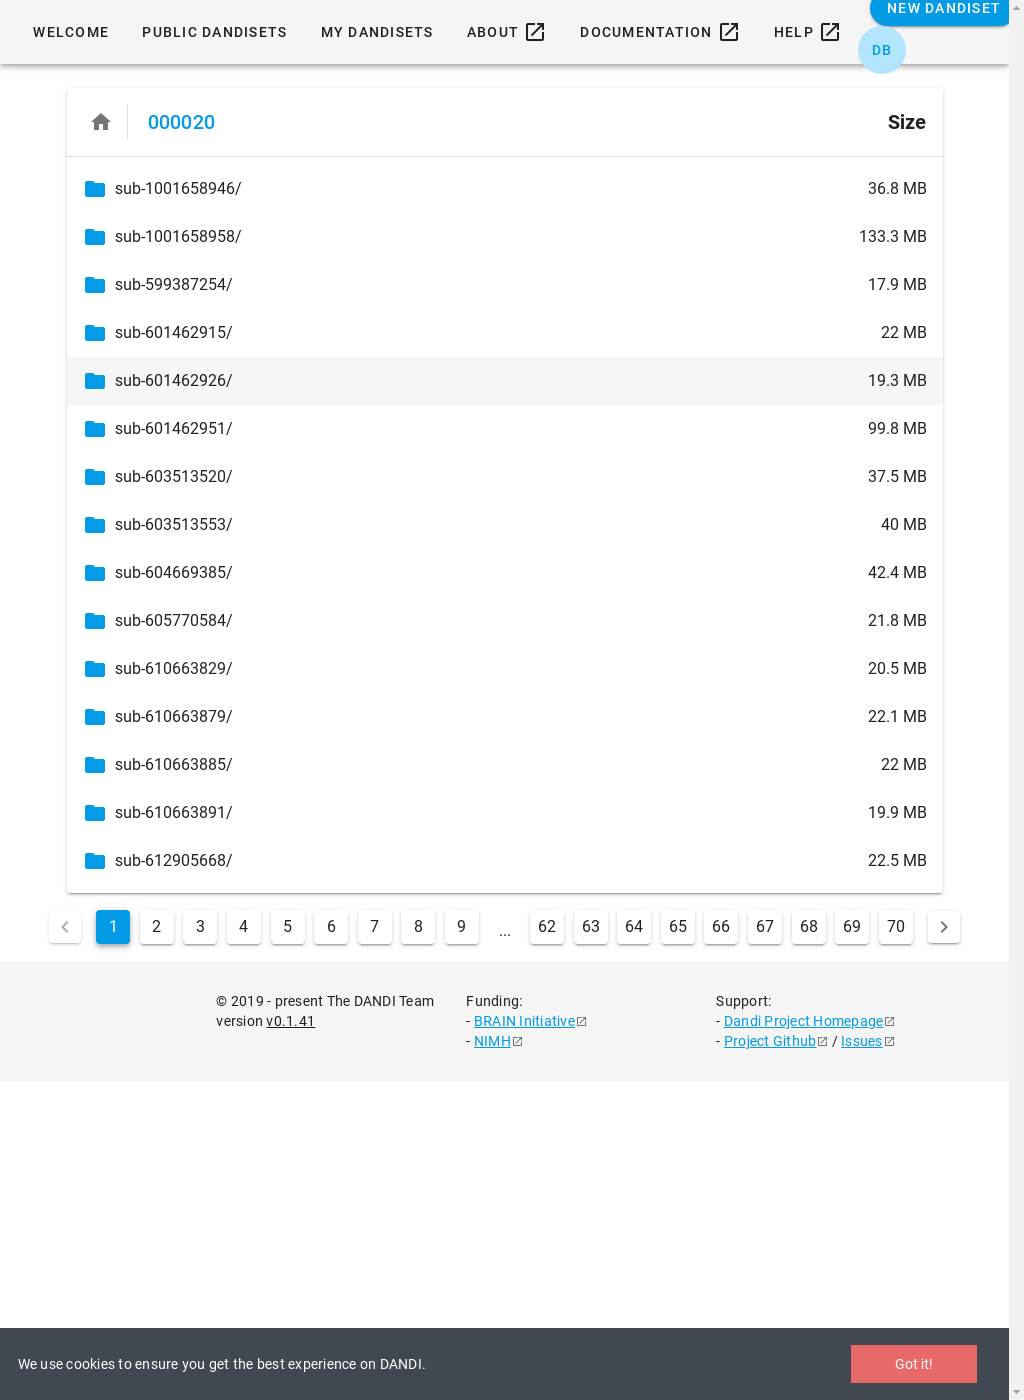 WELCOME PUBLIC DANDISETS MY DANDISETS ABOUT DOCUMENTATION HELP NEW DANDISET
DB
000020 Size
sub-1001658946/ 36.8 MB
sub-1001658958/ 133.3 MB
sub-599387254/ 17.9 MB
sub-601462915/ 22 MB
sub-601462926/ 19.3 MB
sub-601462951/ 99.8 MB
sub-603513520/ 37.5 MB
sub-603513553/ 40 MB
sub-604669385/ 42.4 MB
sub-605770584/ 21.8 MB
sub-610663829/ 20.5 MB
sub-610663879/ 22.1 MB
sub-610663885/ 22 MB
sub-610663891/ 19.9 MB
sub-612905668/ 22.5 MB
1 2 3 4 5 6 7 8 9 ... 62 63 64 65 66 67 68 69 70
© 2019 - present The DANDI Team
version v0.1.41
Funding:
- BRAIN Initiative
- NIMH
Support:
- Dandi Project Homepage
- Project Github / Issues
We use cookies to ensure you get the best experience on DANDI. Got it!